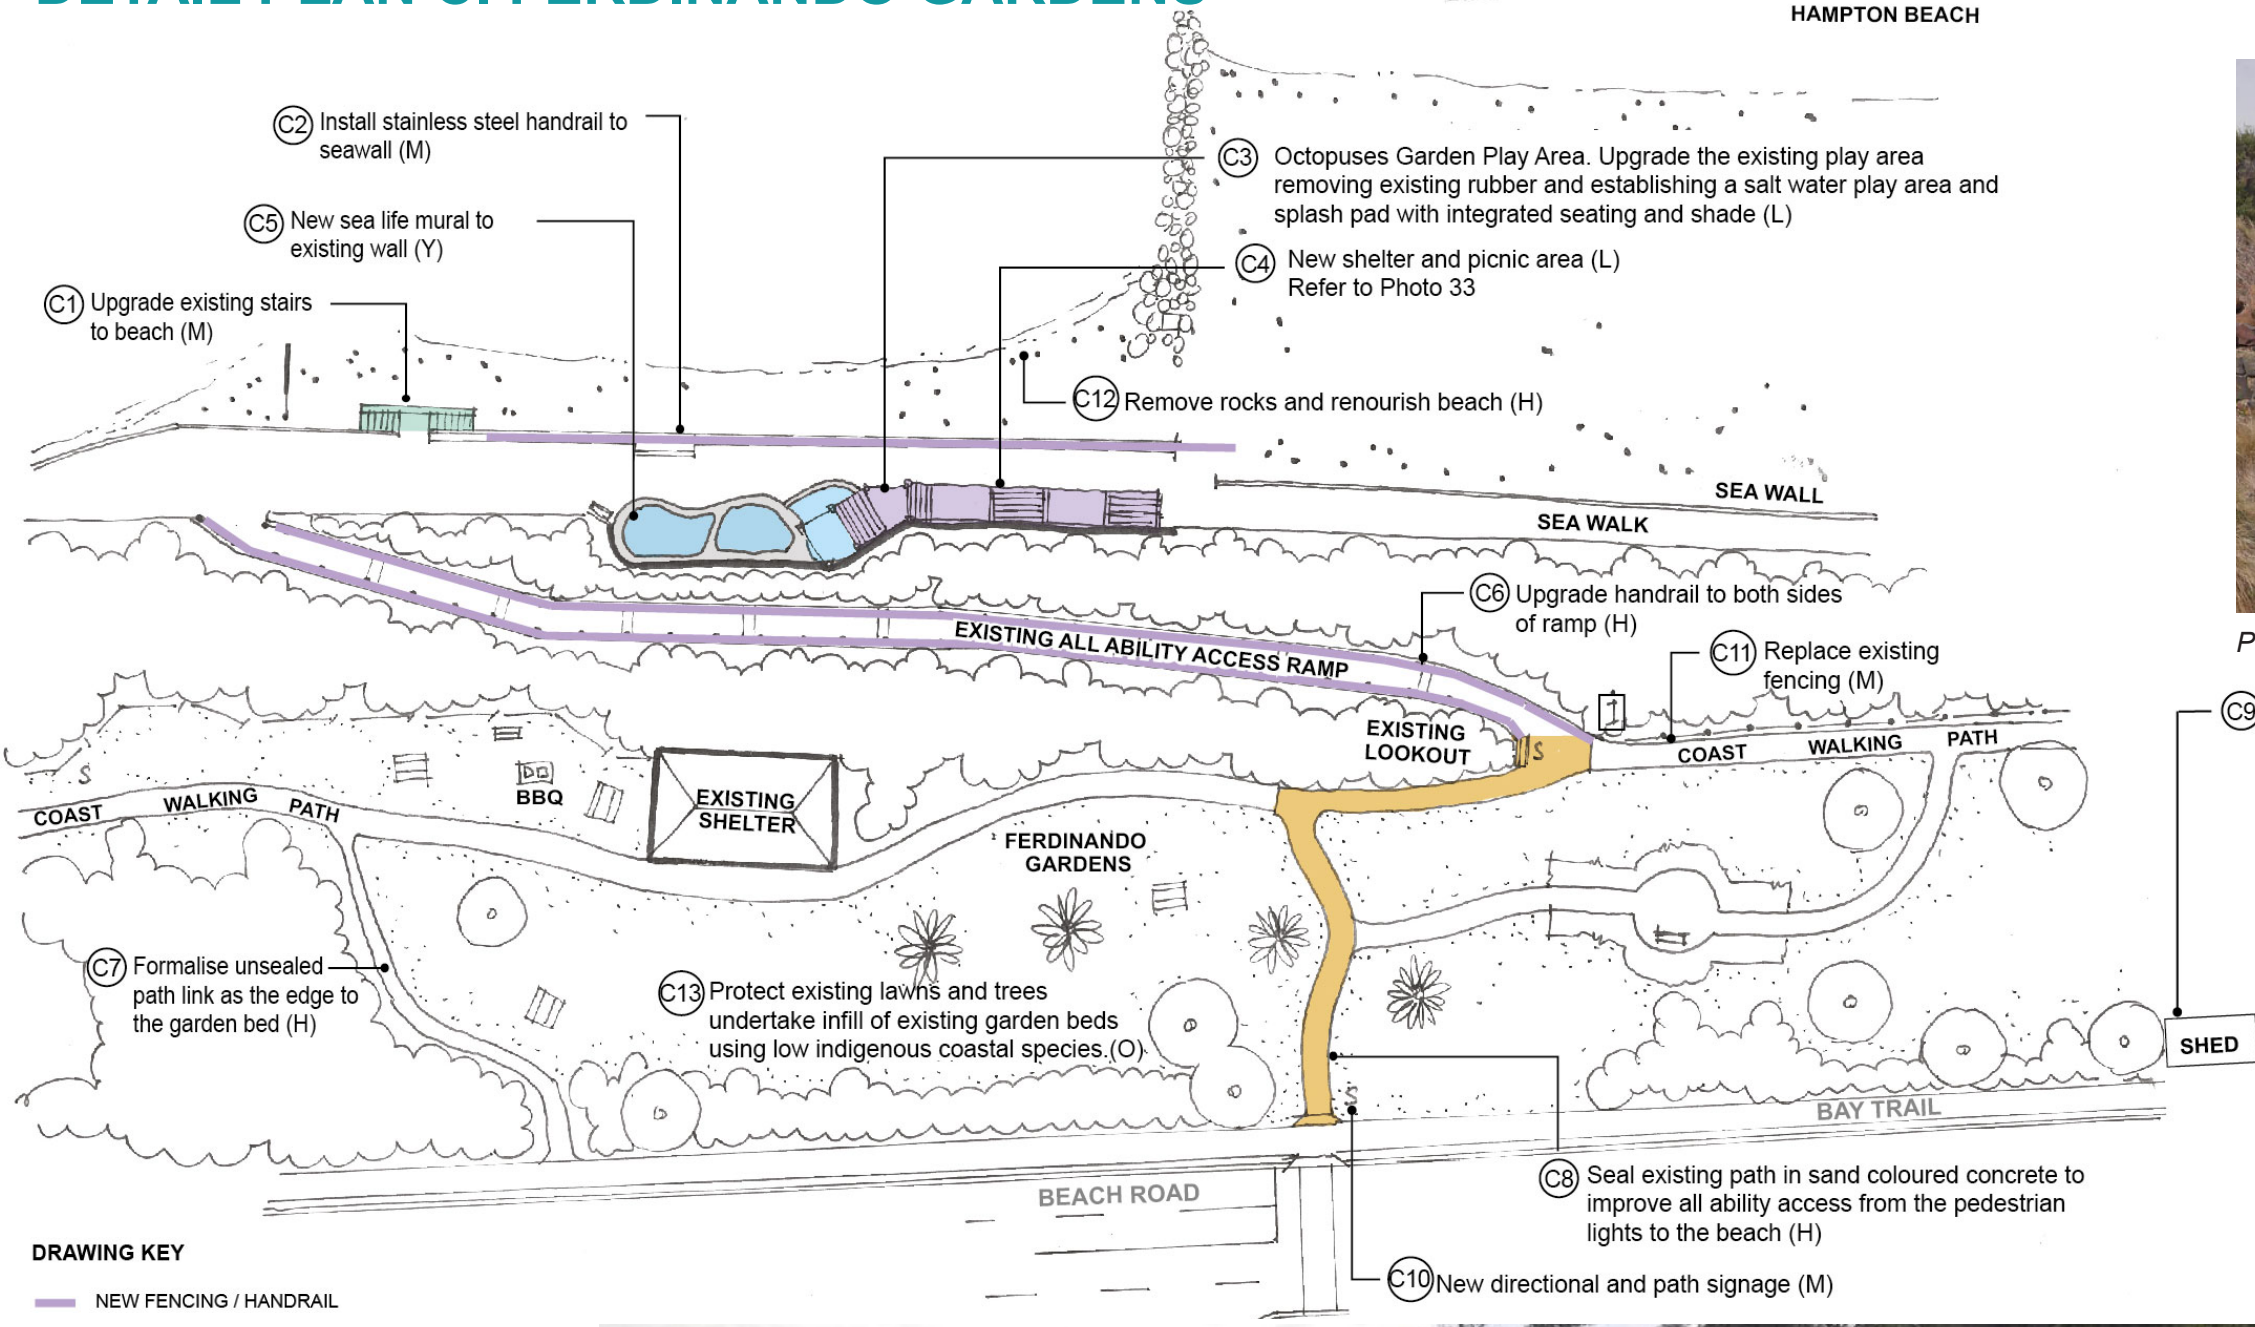 DETAIL PLAN C: FERDINANDO GARDENS
HAMPTON BEACH
C2 Install stainless steel handrail to
seawall (M)
C3 Octopuses Garden Play Area. Upgrade the existing play area
removing existing rubber and establishing a salt water play area and
splash pad with integrated seating and shade (L)
C5 New sea life mural to
existing wall (Y)
C4 New shelter and picnic area (L)
Refer to Photo 33
C1 Upgrade existing stairs
to beach (M)
C12 Remove rocks and renourish beach (H)
SEA WALL
SEA WALK
C6 Upgrade handrail to both sides
of ramp (H)
EXISTING ALL ABILITY ACCESS RAMP
C11 Replace existing
fencing (M)
P
C9
EXISTING
LOOKOUT
S
COAST WALKING PATH
S
BBQ
COAST WALKING PATH
EXISTING
SHELTER
FERDINANDO
GARDENS
C7 Formalise unsealed
path link as the edge to
the garden bed (H)
C13 Protect existing lawns and trees
undertake infill of existing garden beds
using low indigenous coastal species.(O)
SHED
S
BAY TRAIL
BEACH ROAD
C8 Seal existing path in sand coloured concrete to
improve all ability access from the pedestrian
lights to the beach (H)
C10 New directional and path signage (M)
DRAWING KEY
NEW FENCING / HANDRAIL